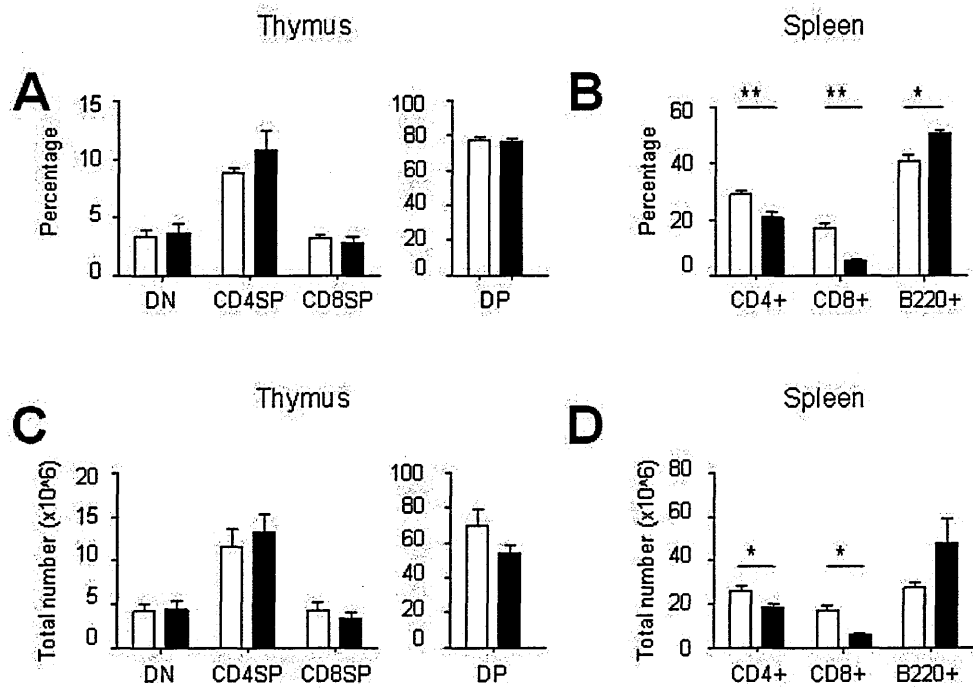 Thymus
Spleen
A
Percentage
15
10
5
0
DN
CD4SP
CD8SP
100
80
60
40
20
0
DP
B
Percentage
** ** *
60
40
20
0
CD4+
CD8+
B220+
Thymus
Spleen
C
Total number (x10^6)
20
15
10
5
0
DN
CD4SP
CD8SP
100
80
60
40
20
0
DP
D
Total number (x10^6)
* *
80
60
40
20
0
CD4+
CD8+
B220+